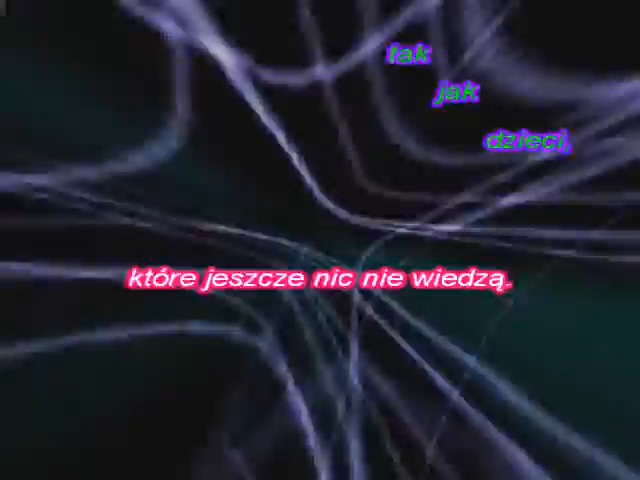 tak
jak
dzieci,
które jeszcze nic nie wiedzą.